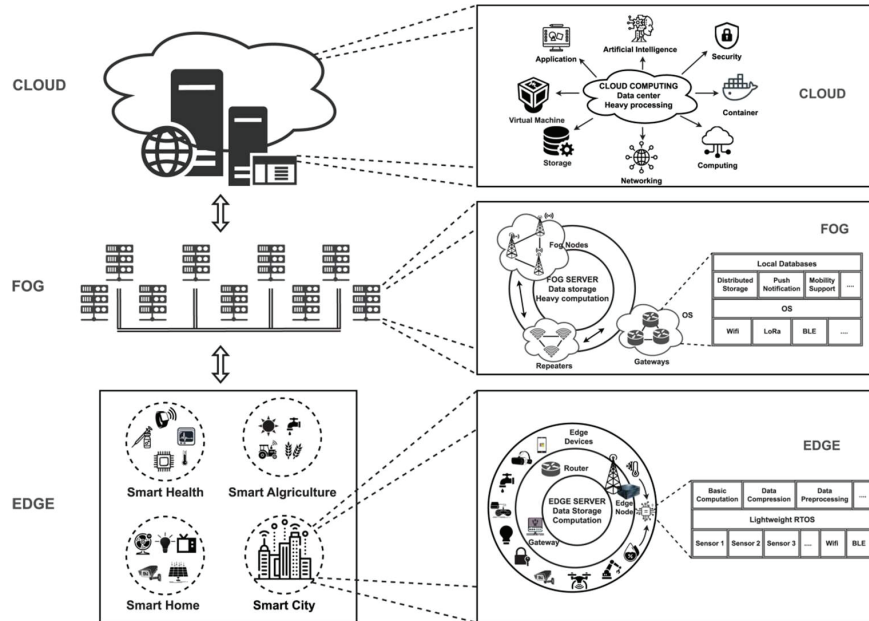 CLOUD
Application
Artificial Intelligence
Security
CLOUD COMPUTING
Data center
Heavy processing
Virtual Machine
Container
Storage
Computing
Networking
CLOUD
FOG
Fog Nodes
FOG SERVER
Data storage
Heavy computation
Repeaters
OS
Gateways
FOG
Local Databases
Distributed Storage
Push Notification
Mobility Support
....
OS
Wifi
LoRa
BLE
....
EDGE
Smart Health
Smart Algriculture
Smart Home
Smart City
Edge
Devices
Router
EDGE SERVER
Data Storage
Computation
Edge
Node
Gateway
EDGE
Basic Computation
Data Compression
Data Preprocessing
....
Lightweight RTOS
Sensor 1
Sensor 2
Sensor 3
....
Wifi
BLE